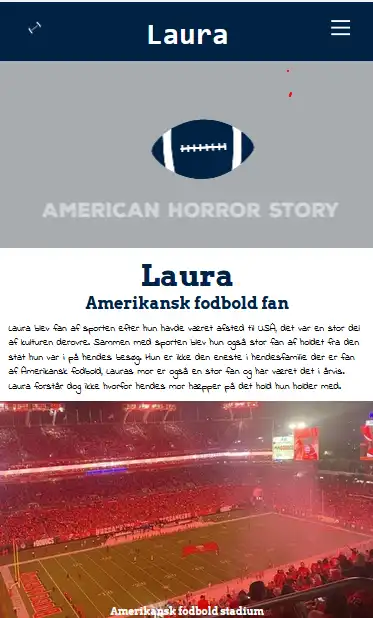 Laura
AMERICAN HORROR STORY
Laura
Amerikansk fodbold fan
Laura blev fan af sporten efter hun havde været afsted til USA, det var en stor del
af kulturen derovre. Sammen med sporten blev hun også stor fan af holdet fra den
stat hun var i på hendes besøg. Hun er ikke den eneste i hendesfamilie der er fan
af Amerikansk fodbold, Lauras mor er også en stor fan og har været det i årvis.
Laura forstår dog ikke hvorfor hendes mor hæpper på det hold hun holder med.
Amerikansk fodbold stadium